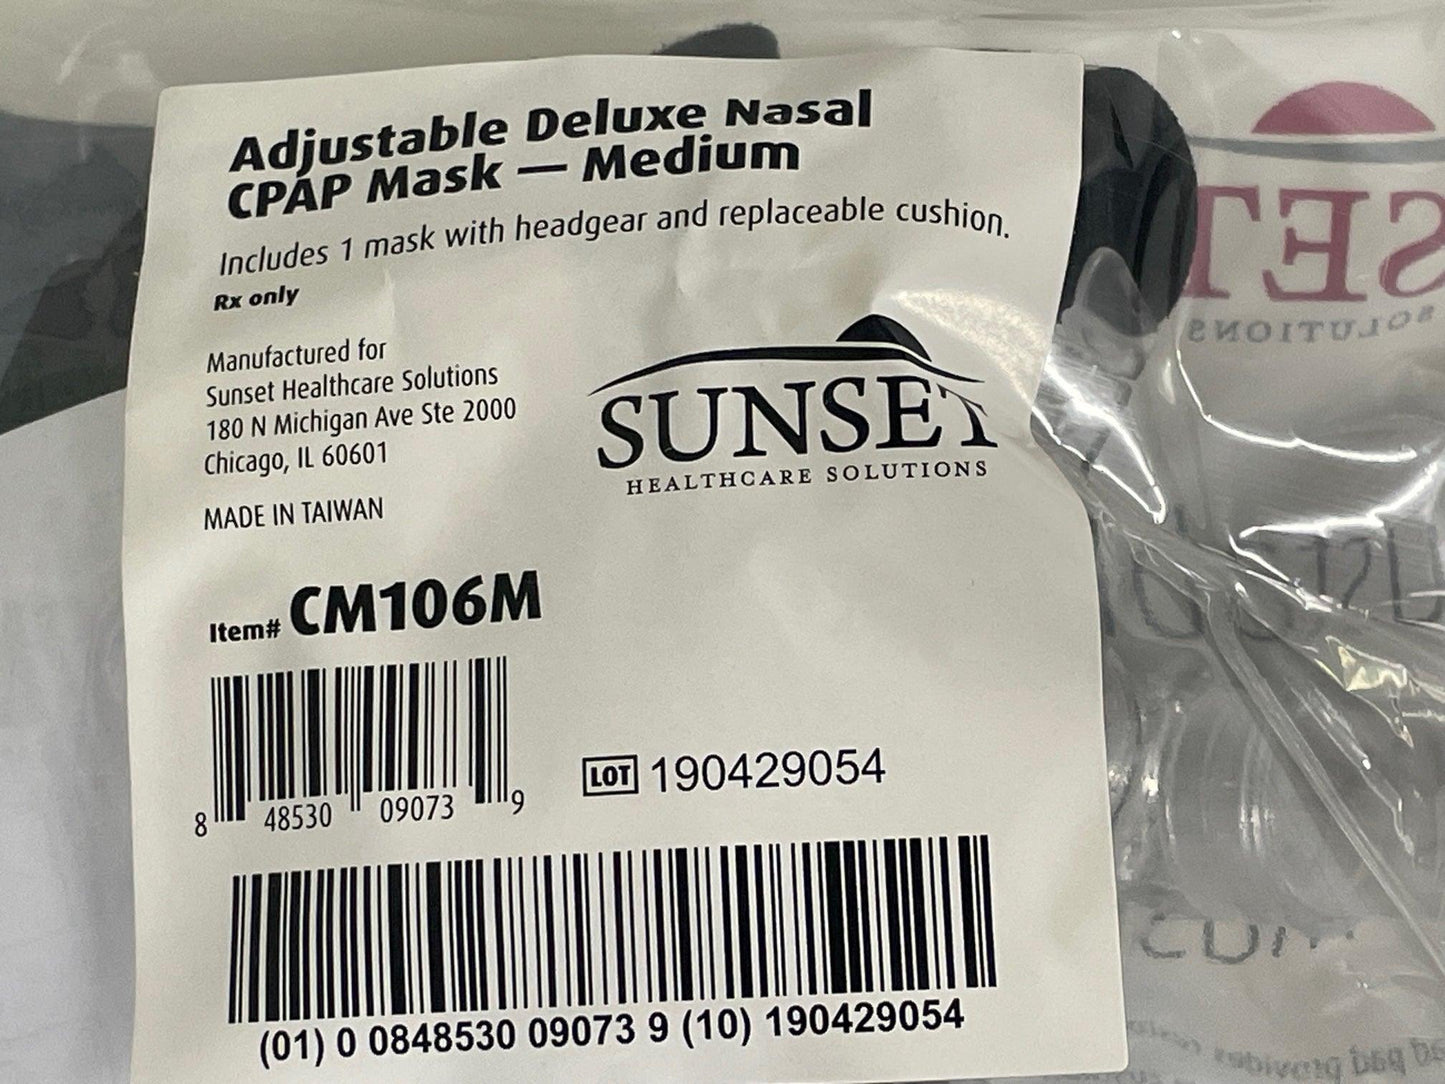 Adjustable Deluxe Nasal
CPAP Mask — Medium
Includes 1 mask with headgear and replaceable cushion.
Rx only
Manufactured for
Sunset Healthcare Solutions
180 N Michigan Ave Ste 2000
Chicago, IL 60601
MADE IN TAIWAN
SUNSET
HEALTHCARE SOLUTIONS
Item# CM106M
8 48530 09073 9
LOT 190429054
(01) 0 0848530 09073 9 (10) 190429054
SET
SOLUTIONS